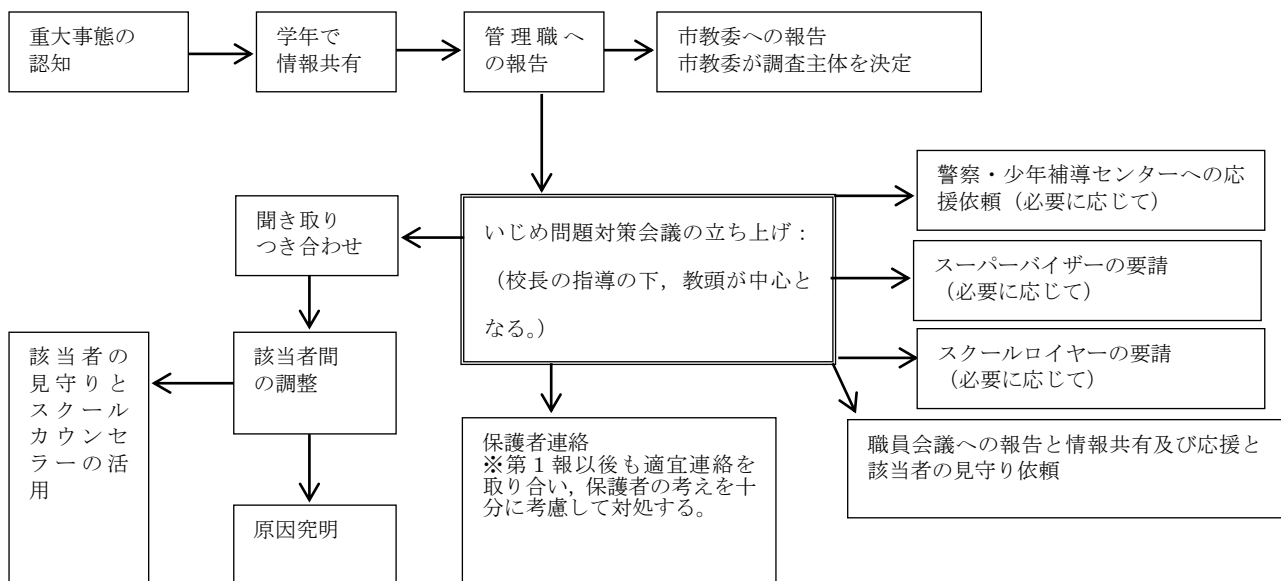 重大事態の
認知
学年で
情報共有
管理職へ
の報告
市教委への報告
市教委が調査主体を決定
警察・少年補導センターへの応
援依頼（必要に応じて）
聞き取り
つき合わせ
いじめ問題対策会議の立ち上げ：
（校長の指導の下，教頭が中心と
なる。）
スーパーバイザーの要請
（必要に応じて）
スクールロイヤーの要請
（必要に応じて）
該当者の
見守りと
スクール
カウンセ
ラーの活
用
該当者間
の調整
保護者連絡
※第１報以後も適宜連絡を
取り合い，保護者の考えを十
分に考慮して対処する。
職員会議への報告と情報共有及び応援と
該当者の見守り依頼
原因究明